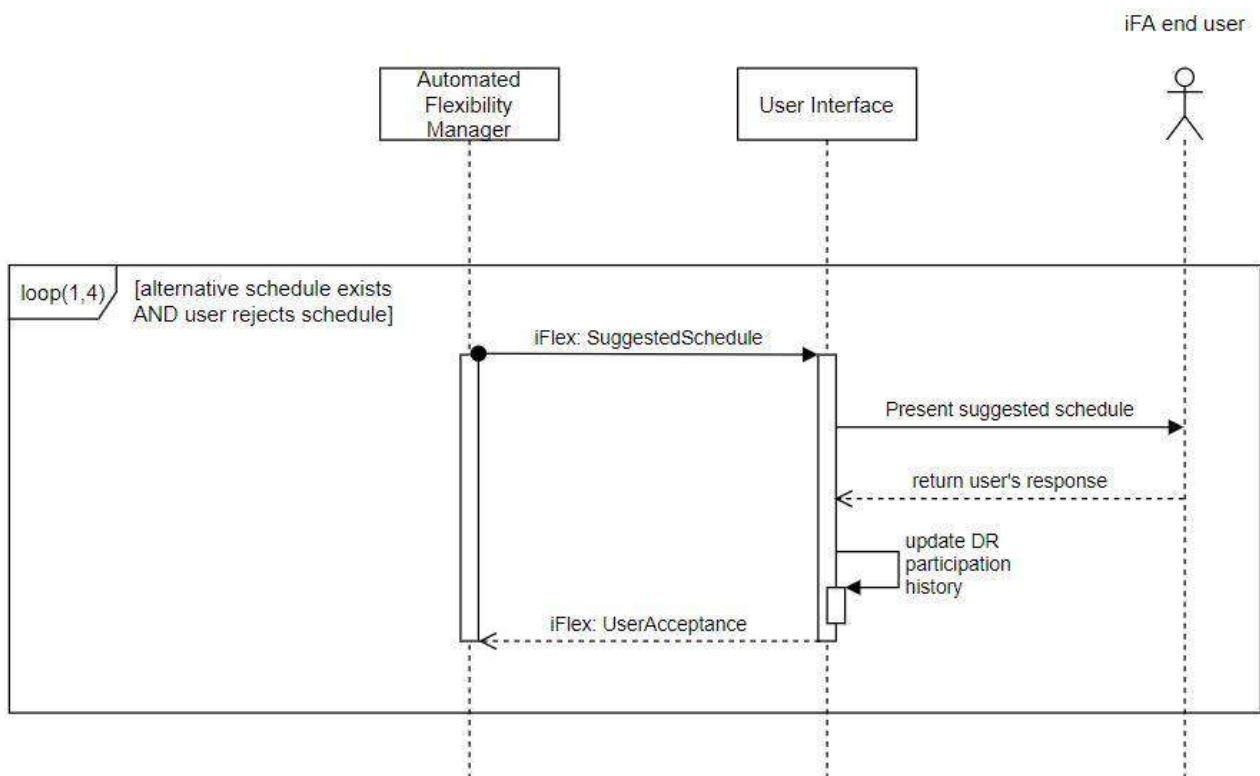 iFA end user
Automated
Flexibility
Manager
User Interface
loop(1,4)
[alternative schedule exists
AND user rejects schedule]
iFlex: SuggestedSchedule
Present suggested schedule
return user's response
update DR
participation
history
iFlex: UserAcceptance